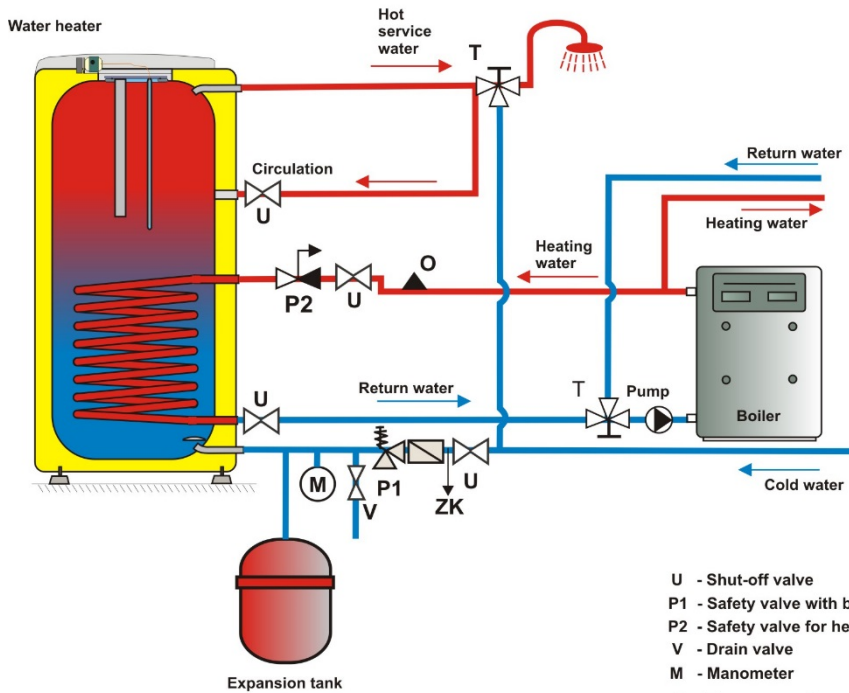 Water heater
Hot
service
water
T
Return water
Circulation
U
Heating water
Heating
water
O
P2
U
U
Return water
T
Pump
Boiler
M
V
P1
ZK
U
Cold water
Expansion tank
U - Shut-off valve
P1 - Safety valve with b
P2 - Safety valve for he
V - Drain valve
M - Manometer